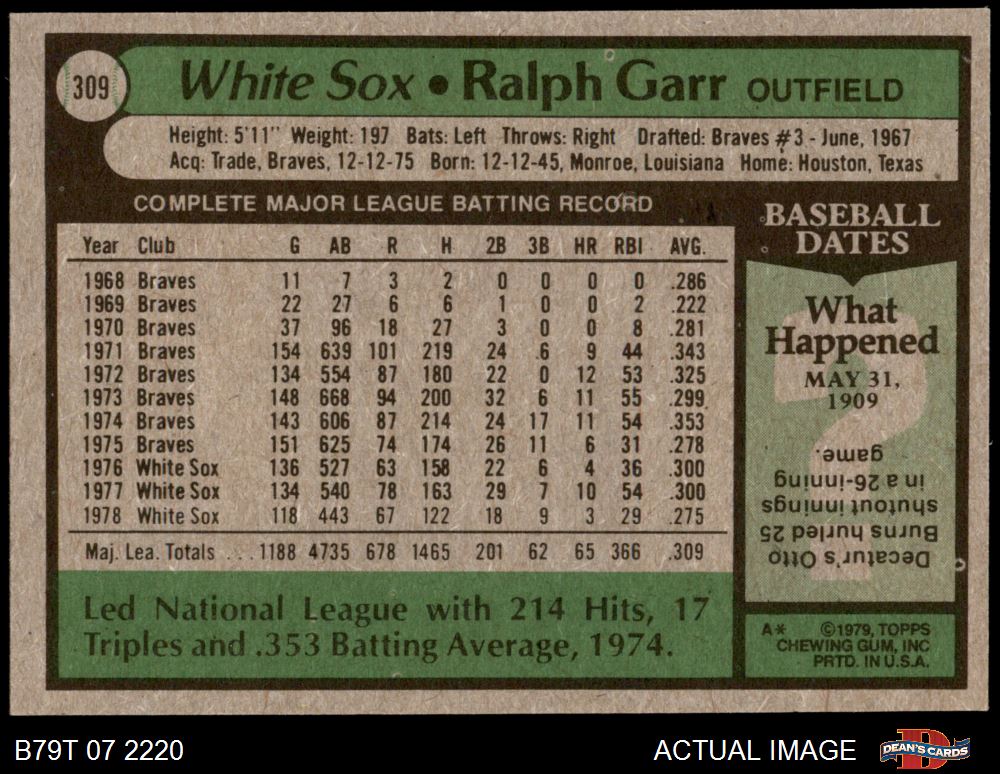 309
White Sox • Ralph Garr OUTFIELD
Height: 5'11" Weight: 197 Bats: Left Throws: Right Drafted: Braves #3 - June, 1967
Acq: Trade, Braves, 12-12-75 Born: 12-12-45, Monroe, Louisiana Home: Houston, Texas
COMPLETE MAJOR LEAGUE BATTING RECORD
Year Club G AB R H 2B 3B HR RBI AVG.
1968 Braves 11 7 3 2 0 0 0 0 .286
1969 Braves 22 27 6 6 1 0 0 2 .222
1970 Braves 37 96 18 27 3 0 0 8 .281
1971 Braves 154 639 101 219 24 .6 9 44 .343
1972 Braves 134 554 87 180 22 0 12 53 .325
1973 Braves 148 668 94 200 32 6 11 55 .299
1974 Braves 143 606 87 214 24 17 11 54 .353
1975 Braves 151 625 74 174 26 11 6 31 .278
1976 White Sox 136 527 63 158 22 6 4 36 .300
1977 White Sox 134 540 78 163 29 7 10 54 .300
1978 White Sox 118 443 67 122 18 9 3 29 .275
Maj. Lea. Totals ... 1188 4735 678 1465 201 62 65 366 .309
Led National League with 214 Hits, 17
Triples and .353 Batting Average, 1974.
BASEBALL
DATES
What
Happened
MAY 31,
1909
Decatur's Otto
Burns hurled 25
shutout innings
in a 26-inning
game.
A* ©1979, TOPPS
CHEWING GUM, INC
PRTD. IN U.S.A.
B79T 07 2220
ACTUAL IMAGE
DEAN'S CARDS